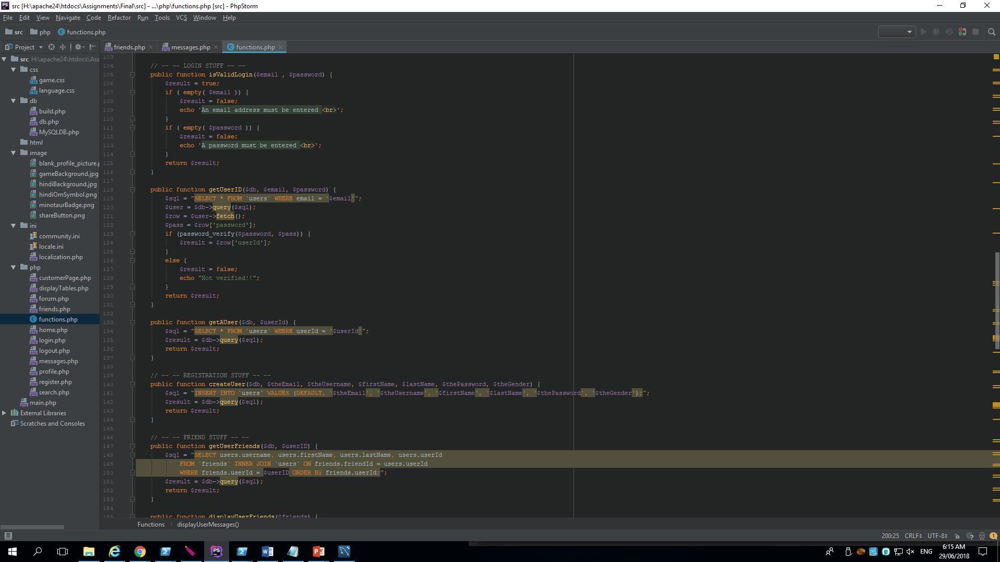 src [H:\apache24\htdocs\Assignments\Final\src] - ...\php\functions.php [src] - PhpStorm
File Edit View Navigate Code Refactor Run Tools VCS Window Help
src php functions.php
Project
friends.php messages.php functions.php
src H:\apache24\htdocs\Ass
css
game.css
language.css
db
build.php
db.php
MySQLDB.php
html
image
blank_profile_picture.p
gameBackground.jpg
hindiBackground.jpg
hindiOmSymbol.png
minotaurBadge.png
shareButton.png
ini
community.ini
locale.ini
localization.php
php
customerPage.php
displayTables.php
forum.php
friends.php
functions.php
home.php
login.php
logout.php
messages.php
profile.php
register.php
search.php
main.php
External Libraries
Scratches and Consoles
103
104 // -- -- LOGIN STUFF -- --
105 public function isValidLogin($email , $password) {
106 $result = true;
107 if ( empty( $email )) {
108 $result = false;
109 echo 'An email address must be entered <br>';
110 }
111 if ( empty( $password )) {
112 $result = false;
113 echo 'A password must be entered <br>';
114 }
115 return $result;
116 }
117
118 public function getUserID($db, $email, $password) {
119 $sql = "SELECT * FROM `users` WHERE email = '$email'";
120 $user = $db->query($sql);
121 $row = $user->fetch();
122 $pass = $row['password'];
123 if (password_verify($password, $pass)) {
124 $result = $row['userId'];
125 }
126 else {
127 $result = false;
128 echo "Not verified!!";
129 }
130 return $result;
131 }
132
133 public function getAUser($db, $userId) {
134 $sql = "SELECT * FROM `users` WHERE userId = '$userId'";
135 $result = $db->query($sql);
136 return $result;
137 }
138
139 // -- -- REGISTRATION STUFF -- --
140 public function createUser($db, $theEmail, $theUsername, $firstName, $lastName, $thePassword, $theGender) {
141 $sql = "INSERT INTO `users` VALUES (DEFAULT, '$theEmail', '$theUsername', '$firstName', '$lastName', '$thePassword', '$theGender');";
142 $result = $db->query($sql);
143 return $result;
144 }
145
146 // -- -- FRIEND STUFF -- --
147 public function getUserFriends($db, $userID) {
148 $sql = "SELECT users.username, users.firstName, users.lastName, users.userId
149 FROM `friends` INNER JOIN `users` ON friends.friendId = users.userId
150 WHERE friends.userId = $userID ORDER BY friends.userId;";
151 $result = $db->query($sql);
152 return $result;
153 }
154
155 public function displayUserFriends($friends) {
Functions displayUserMessages()
200:25 CRLF UTF-8 1
ENG 6:15 AM
29/06/2018